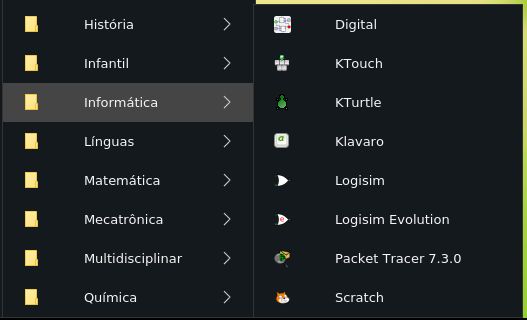 História
Infantil
Informática
Línguas
Matemática
Mecatrônica
Multidisciplinar
Química
Digital
KTouch
KTurtle
Klavaro
Logisim
Logisim Evolution
Packet Tracer 7.3.0
Scratch